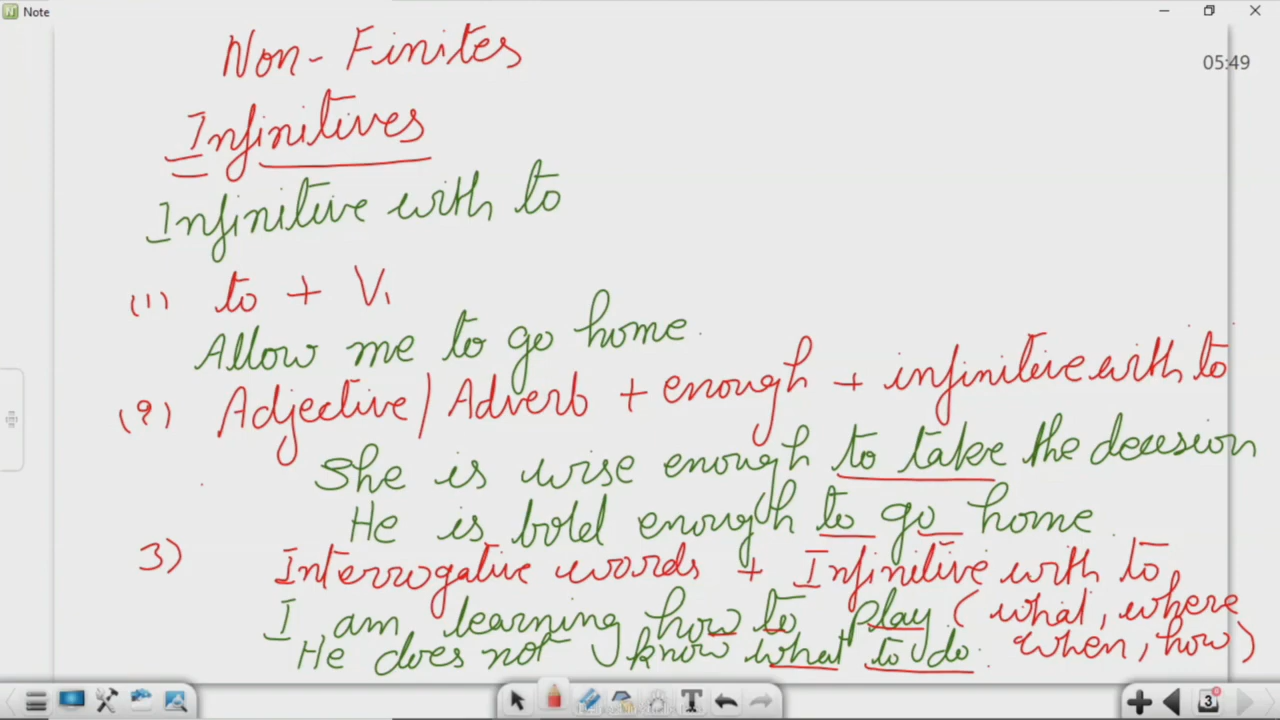 Note
05:49
Non-Finites
Infinitives
Infinitive with to
(1) to + V1
Allow me to go home.
(2) Adjective/Adverb + enough + infinitive with to
She is wise enough to take the decision
He is bold enough to go home.
3) Interrogative words + Infinitive with to
I am learning how to play (what, where
He does not know what to do. when, how)
T
3